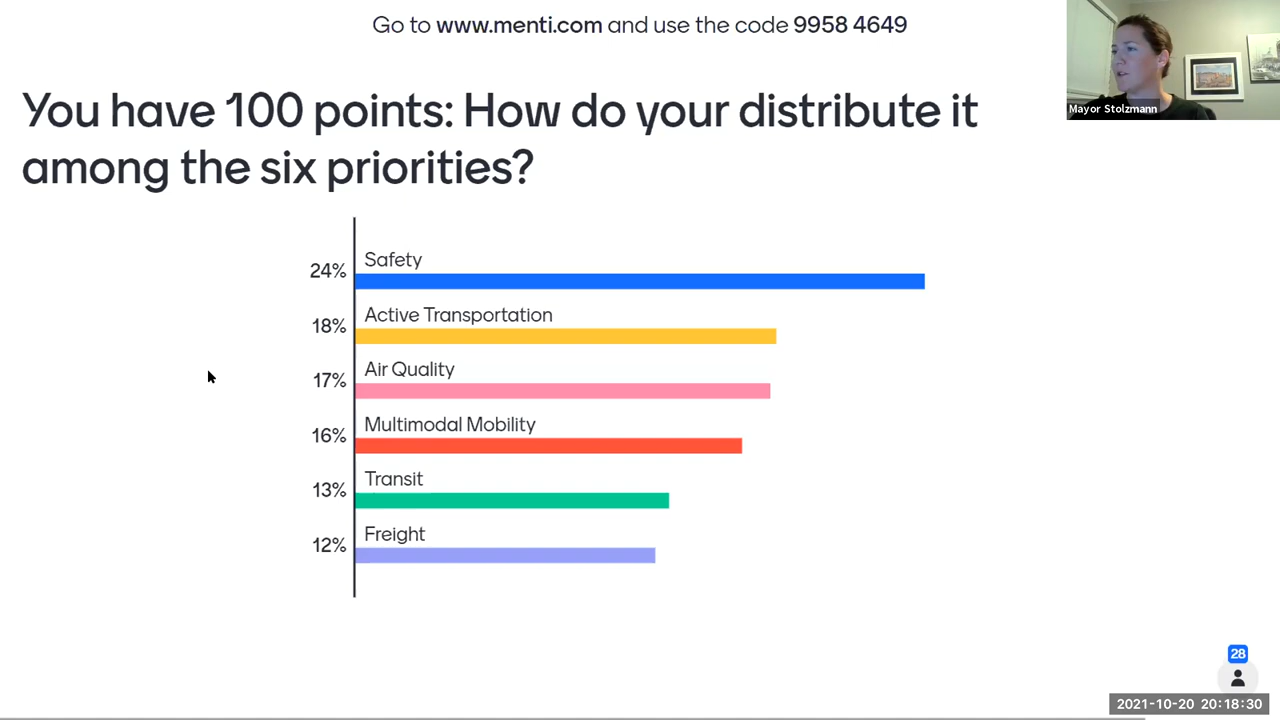 Go to www.menti.com and use the code 9958 4649
Mayor Stolzmann
You have 100 points: How do your distribute it
among the six priorities?
Safety
24%
Active Transportation
18%
Air Quality
17%
Multimodal Mobility
16%
Transit
13%
Freight
12%
28
2021-10-20 20:18:30